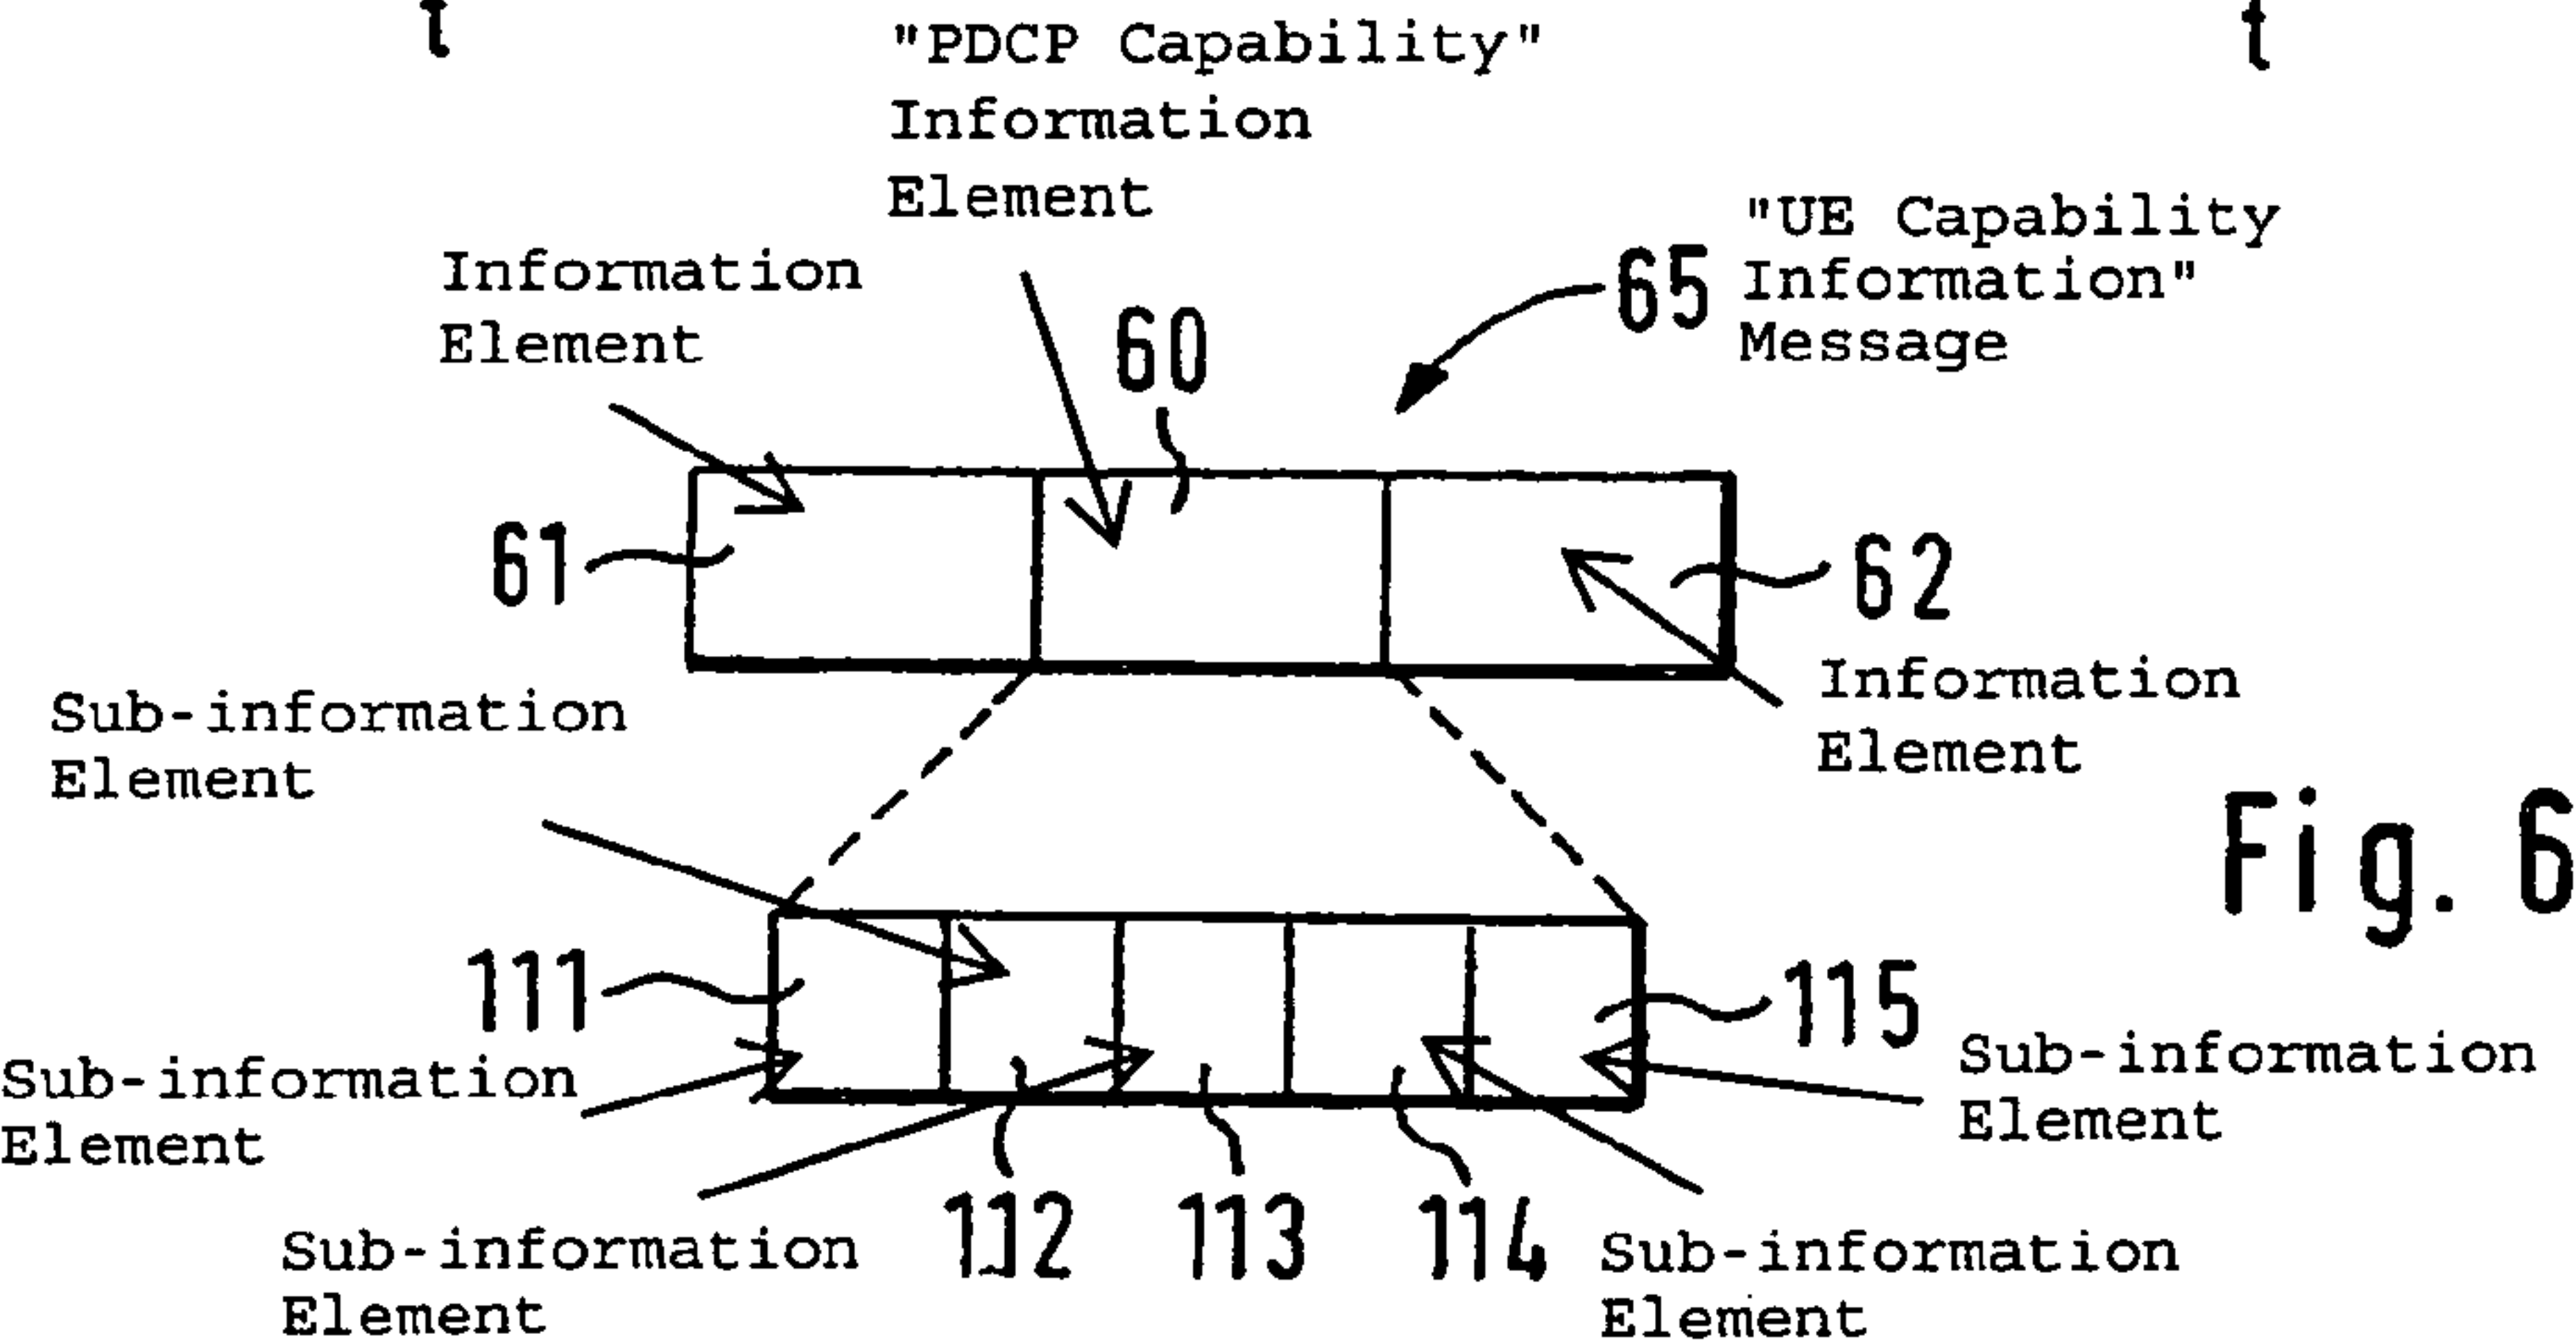 t
t
"PDCP Capability"
Information
Element
"UE Capability
Information"
Message
65
Information
Element
60
61
62
Information
Element
Sub-information
Element
Fig. 6
111
115
Sub-information
Element
Sub-information
Element
112
113
114
Sub-information
Element
Sub-information
Element